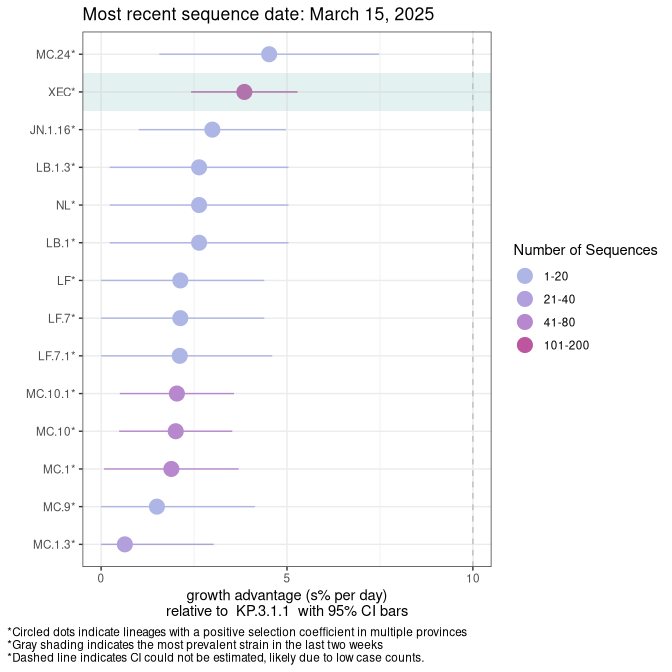 Most recent sequence date: March 15, 2025
MC.24*
XEC*
JN.1.16*
LB.1.3*
NL*
LB.1*
LF*
LF.7*
LF.7.1*
MC.10.1*
MC.10*
MC.1*
MC.9*
MC.1.3*
0 5 10
growth advantage (s% per day)
relative to KP.3.1.1 with 95% CI bars
Number of Sequences
1-20
21-40
41-80
101-200
*Circled dots indicate lineages with a positive selection coefficient in multiple provinces
*Gray shading indicates the most prevalent strain in the last two weeks
*Dashed line indicates CI could not be estimated, likely due to low case counts.